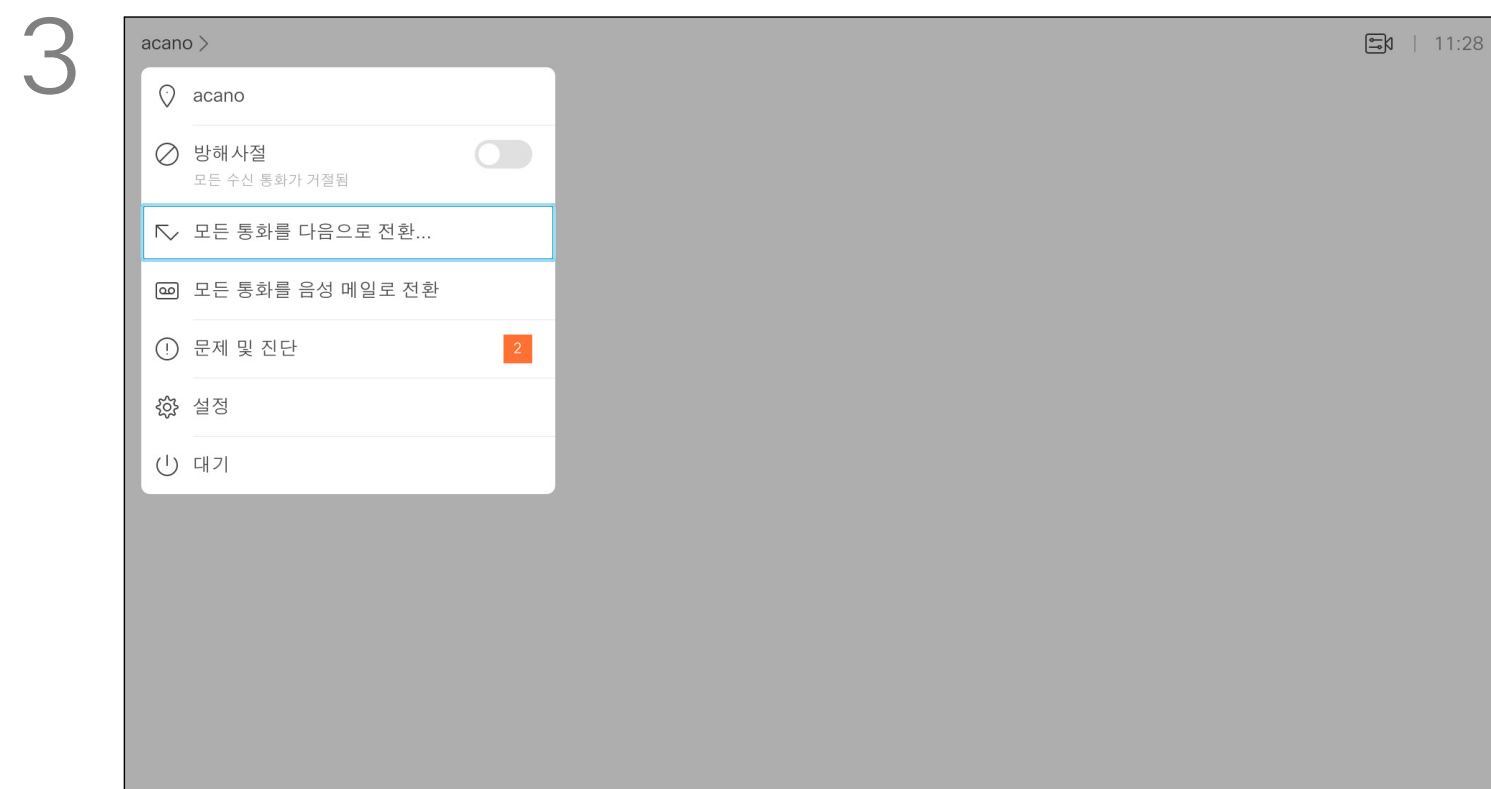 3
acano >
11:28
acano
방해사절
모든 수신 통화가 거절됨
모든 통화를 다음으로 전환...
모든 통화를 음성 메일로 전환
문제 및 진단 2
설정
대기